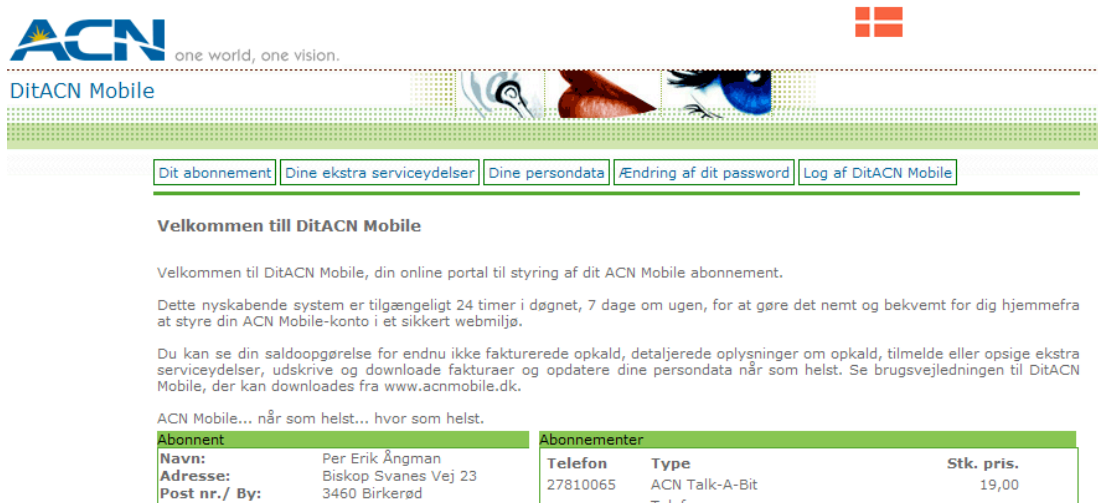 ACN one world, one vision.
DitACN Mobile
Dit abonnement Dine ekstra serviceydelser Dine persondata Ændring af dit password Log af DitACN Mobile
Velkommen till DitACN Mobile
Velkommen til DitACN Mobile, din online portal til styring af dit ACN Mobile abonnement.
Dette nyskabende system er tilgængeligt 24 timer i døgnet, 7 dage om ugen, for at gøre det nemt og bekvemt for dig hjemmefra
at styre din ACN Mobile-konto i et sikkert webmiljø.
Du kan se din saldoopgørelse for endnu ikke fakturerede opkald, detaljerede oplysninger om opkald, tilmelde eller opsige ekstra
serviceydelser, udskrive og downloade fakturaer og opdatere dine persondata når som helst. Se brugsvejledningen til DitACN
Mobile, der kan downloades fra www.acnmobile.dk.
ACN Mobile... når som helst... hvor som helst.
Abonnent
Navn: Per Erik Ångman
Adresse: Biskop Svanes Vej 23
Post nr./ By: 3460 Birkerød
Abonnementer
Telefon Type Stk. pris.
27810065 ACN Talk-A-Bit 19,00